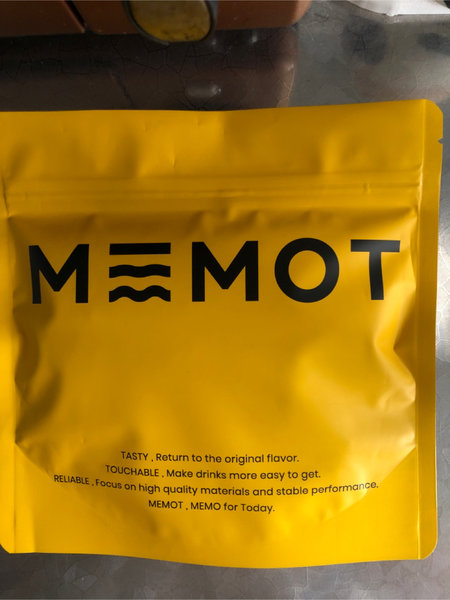 MEMOT
TASTY , Return to the original flavor.
TOUCHABLE , Make drinks more easy to get.
RELIABLE , Focus on high quality materials and stable performance.
MEMOT , MEMO for Today.